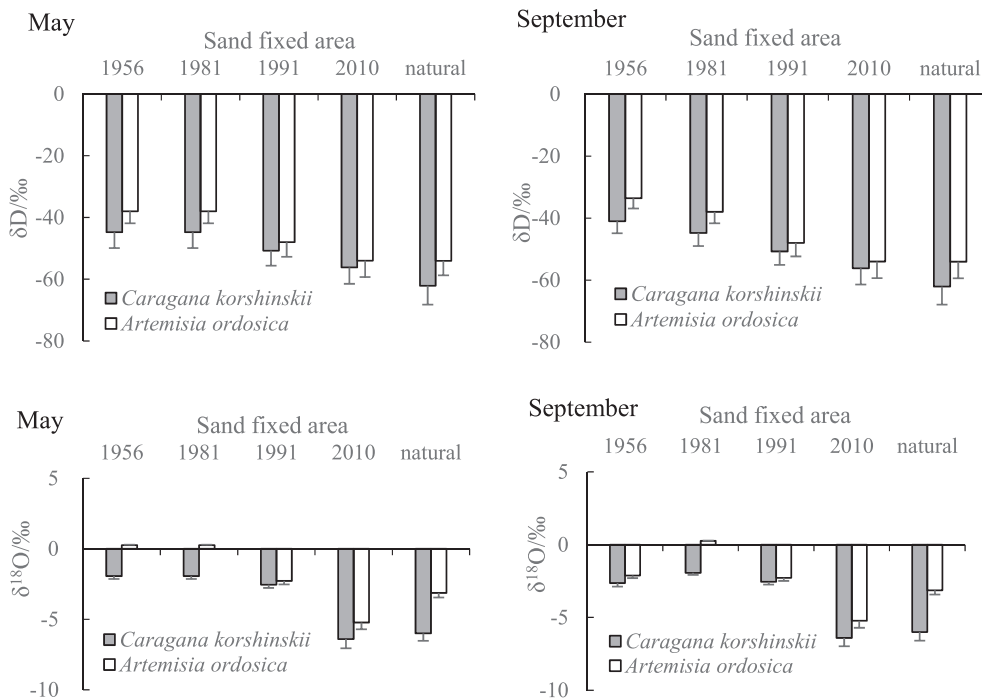 May
Sand fixed area
1956 1981 1991 2010 natural
0
-20
-40
-60
-80
δD/‰
Caragana korshinskii
Artemisia ordosica
September
Sand fixed area
1956 1981 1991 2010 natural
0
-20
-40
-60
-80
δD/‰
Caragana korshinskii
Artemisia ordosica
May
Sand fixed area
1956 1981 1991 2010 natural
5
0
-5
-10
δ¹⁸O/‰
Caragana korshinskii
Artemisia ordosica
September
Sand fixed area
1956 1981 1991 2010 natural
5
0
-5
-10
δ¹⁸O/‰
Caragana korshinskii
Artemisia ordosica